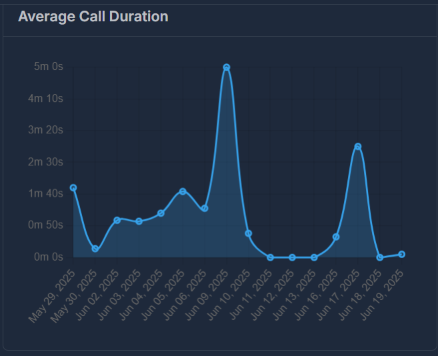 Average Call Duration
5m 0s
4m 10s
3m 20s
2m 30s
1m 40s
0m 50s
0m 0s
May 29, 2025
May 30, 2025
Jun 02, 2025
Jun 03, 2025
Jun 04, 2025
Jun 05, 2025
Jun 06, 2025
Jun 09, 2025
Jun 10, 2025
Jun 11, 2025
Jun 12, 2025
Jun 13, 2025
Jun 16, 2025
Jun 17, 2025
Jun 18, 2025
Jun 19, 2025